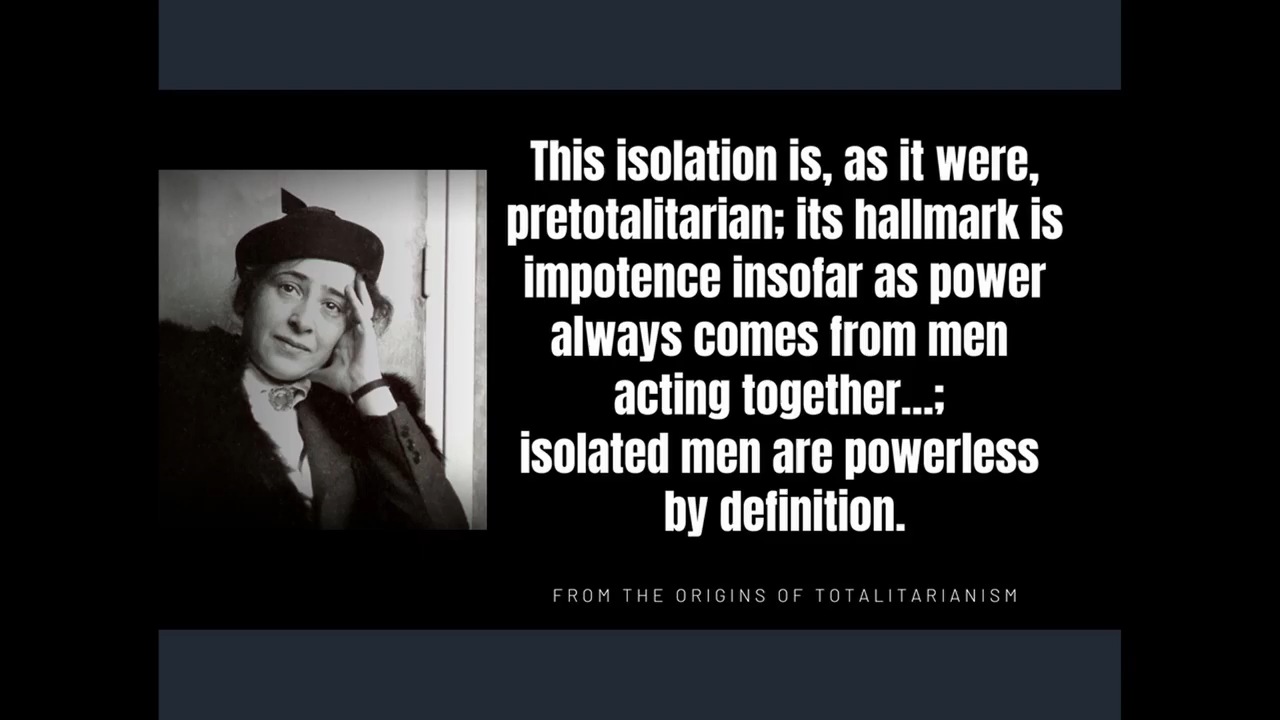 This isolation is, as it were,
pretotalitarian; its hallmark is
impotence insofar as power
always comes from men
acting together...;
isolated men are powerless
by definition.
FROM THE ORIGINS OF TOTALITARIANISM